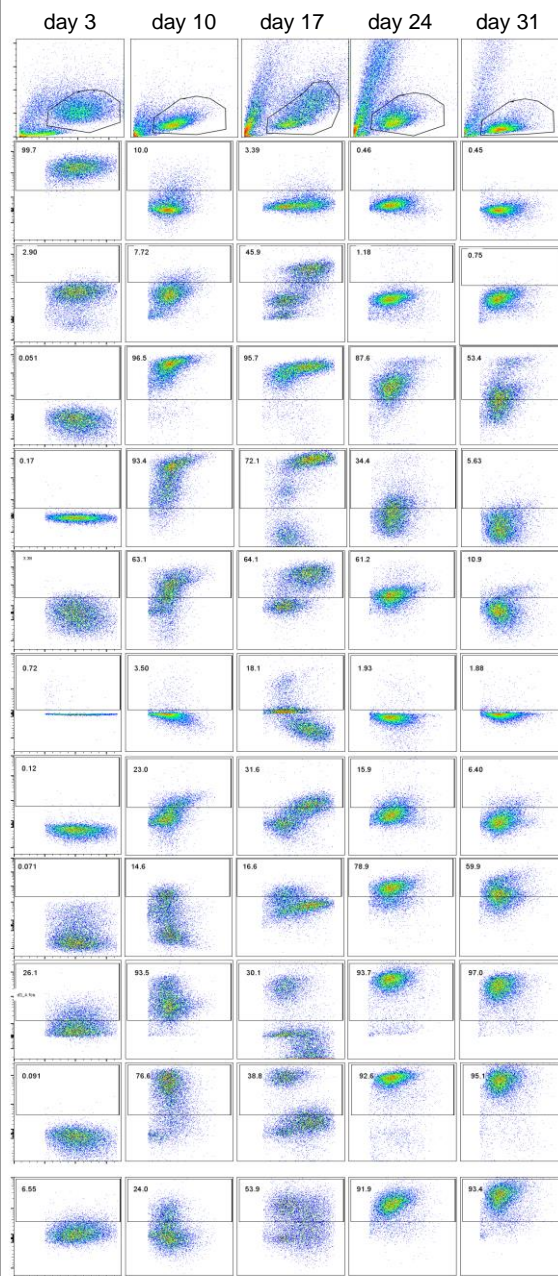 day 3 day 10 day 17 day 24 day 31
99.7 10.0 3.39 0.46 0.45
2.90 7.72 45.9 1.18 0.75
0.051 96.5 95.7 87.6 53.4
0.17 93.4 72.1 34.4 5.63
63.1 64.1 61.2 10.9
0.72 3.50 18.1 1.93 1.88
0.12 23.0 31.6 15.9 6.40
0.071 14.6 16.6 78.9 59.9
26.1 93.5 30.1 93.7 97.0
0.091 76.6 38.8 92.6 95.1
6.55 24.0 53.9 91.9 93.4